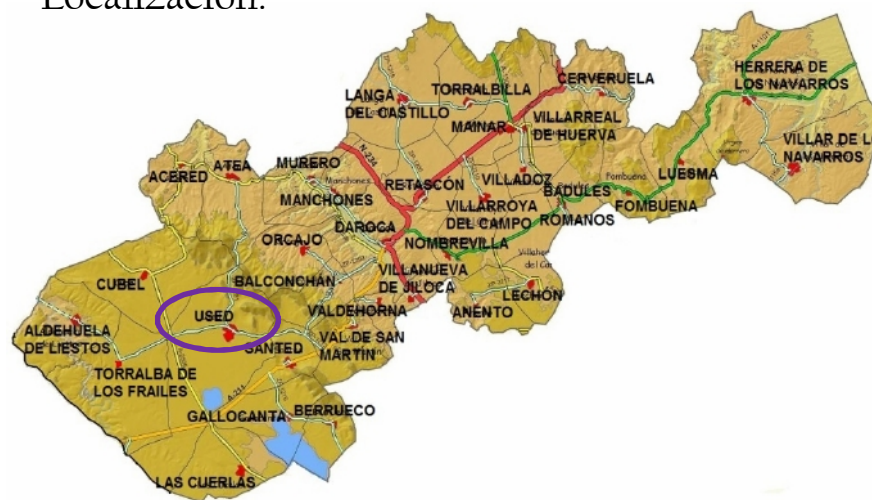 Localización:
HERRERA
DE LOS NAVARROS
CERVERUELA
TORRALBILLA
LANGA
DEL CASTILLO
MAINAR
VILLARREAL
DE HUERVA
VILLAR DE LOS
NAVARROS
N-234
MURERO
ATEA
ACERED
MANCHONES
RETASCÓN
VILLADOZ
BADULES
LUESMA
VILLARROYA
DEL CAMPO
FOMBUENA
ROMANOS
DAROCA
ORCAJO
NOMBREVILLA
CUBEL
BALCONCHÁN
VILLANUEVA
DE JILOCA
LECHÓN
ANENTO
USED
VALDEHORNA
ALDEHUELA
DE LIESTOS
SANTED
VAL DE SAN
MARTÍN
TORRALBA DE
LOS FRAILES
A-211
GALLOCANTA
BERRUECO
LAS CUERLAS